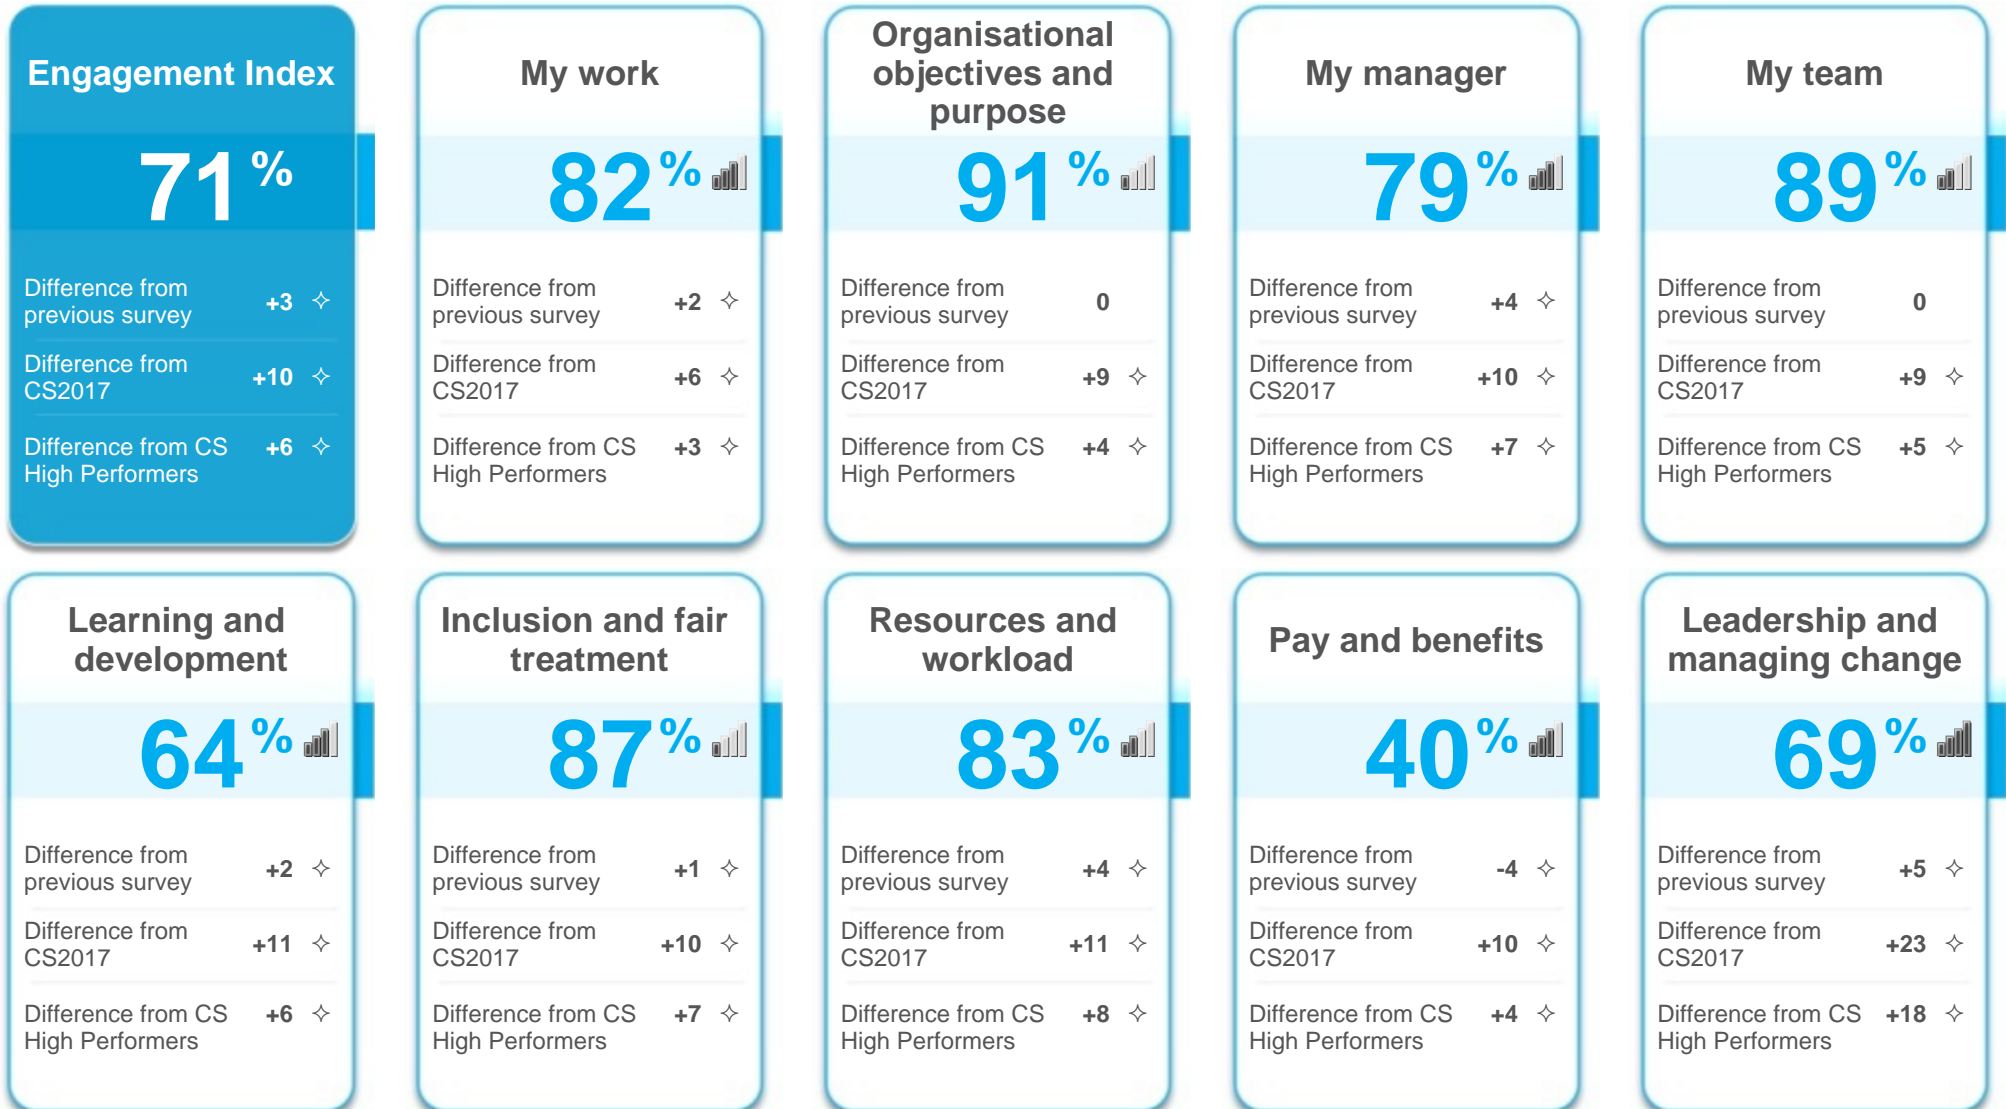 Engagement Index
71%
Difference from
previous survey +3 ✧
Difference from
CS2017 +10 ✧
Difference from CS
High Performers +6 ✧
My work
82%
Difference from
previous survey +2 ✧
Difference from
CS2017 +6 ✧
Difference from CS
High Performers +3 ✧
Organisational
objectives and
purpose
91%
Difference from
previous survey 0
Difference from
CS2017 +9 ✧
Difference from CS
High Performers +4 ✧
My manager
79%
Difference from
previous survey +4 ✧
Difference from
CS2017 +10 ✧
Difference from CS
High Performers +7 ✧
My team
89%
Difference from
previous survey 0
Difference from
CS2017 +9 ✧
Difference from CS
High Performers +5 ✧
Learning and
development
64%
Difference from
previous survey +2 ✧
Difference from
CS2017 +11 ✧
Difference from CS
High Performers +6 ✧
Inclusion and fair
treatment
87%
Difference from
previous survey +1 ✧
Difference from
CS2017 +10 ✧
Difference from CS
High Performers +7 ✧
Resources and
workload
83%
Difference from
previous survey +4 ✧
Difference from
CS2017 +11 ✧
Difference from CS
High Performers +8 ✧
Pay and benefits
40%
Difference from
previous survey -4 ✧
Difference from
CS2017 +10 ✧
Difference from CS
High Performers +4 ✧
Leadership and
managing change
69%
Difference from
previous survey +5 ✧
Difference from
CS2017 +23 ✧
Difference from CS
High Performers +18 ✧